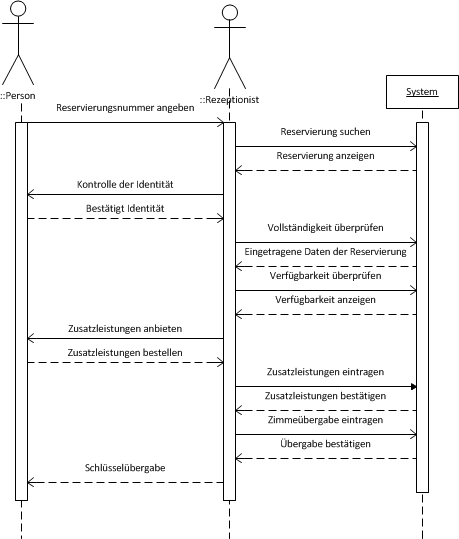 ::Person
::Rezeptionist
System
Reservierungsnummer angeben
Reservierung suchen
Reservierung anzeigen
Kontrolle der Identität
Bestätigt Identität
Vollständigkeit überprüfen
Eingetragene Daten der Reservierung
Verfügbarkeit überprüfen
Verfügbarkeit anzeigen
Zusatzleistungen anbieten
Zusatzleistungen bestellen
Zusatzleistungen eintragen
Zusatzleistungen bestätigen
Zimmeübergabe eintragen
Übergabe bestätigen
Schlüsselübergabe